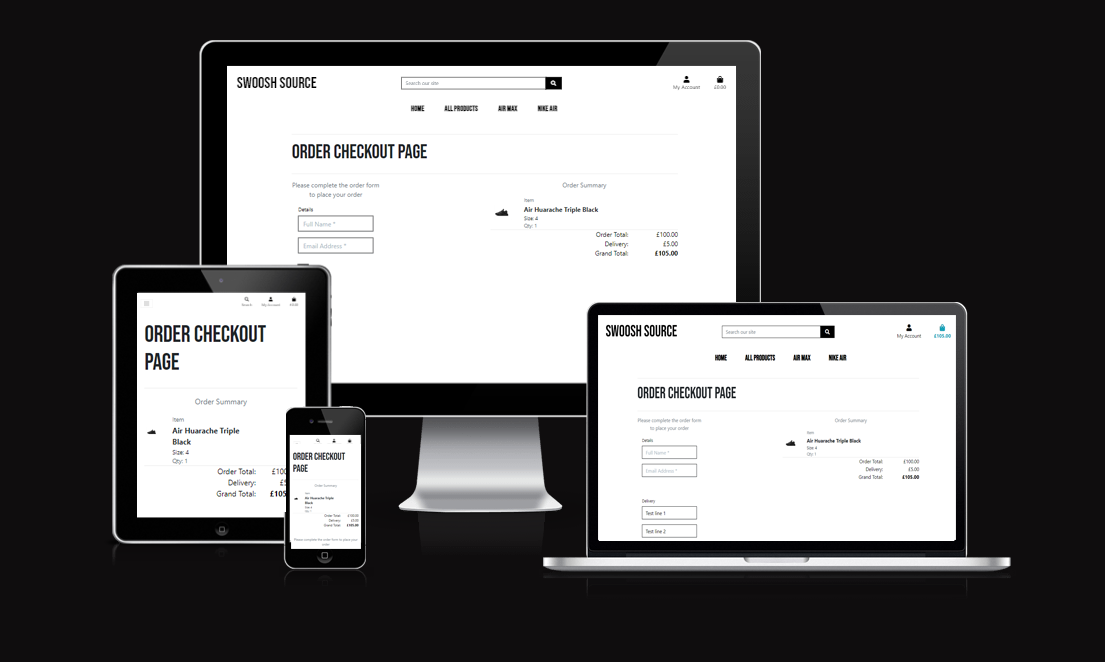 SWOOSH SOURCE
Search our site
My Account
£0.00
HOME ALL PRODUCTS AIR MAX NIKE AIR
ORDER CHECKOUT PAGE
Please complete the order form
to place your order
Details
Full Name *
Email Address *
Order Summary
Item
Air Huarache Triple Black
Size: 4
Qty: 1
Order Total: £100.00
Delivery: £5.00
Grand Total: £105.00
Search My Account £0.00
ORDER CHECKOUT
PAGE
Order Summary
Item
Air Huarache Triple
Black
Size: 4
Qty: 1
Order Total: £100
Delivery: £5
Grand Total: £105
ORDER CHECKOUT
PAGE
Order Summary
Item
Air Huarache Triple
Black
Size: 4
Qty: 1
Order Total: £100.00
Delivery: £5.00
Grand Total: £105.00
Please complete the order form to place your
order
SWOOSH SOURCE
Search our site
My Account
£105.00
HOME ALL PRODUCTS AIR MAX NIKE AIR
ORDER CHECKOUT PAGE
Please complete the order form
to place your order
Details
Full Name *
Email Address *
Delivery
Test line 1
Test line 2
Order Summary
Item
Air Huarache Triple Black
Size: 4
Qty: 1
Order Total: £100.00
Delivery: £5.00
Grand Total: £105.00